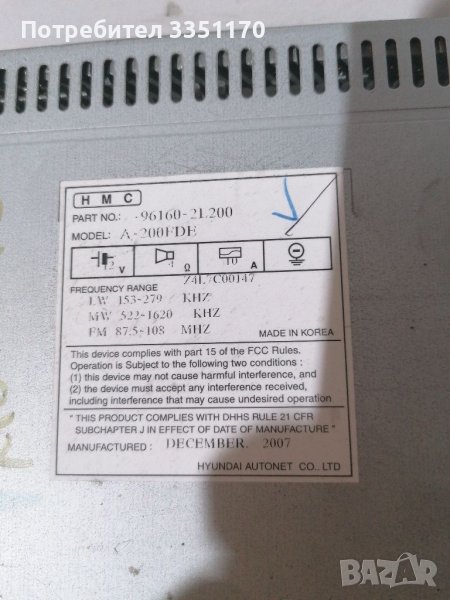 Потребител 3351170
HMC
PART NO.: 96160-2L200
MODEL: A-200FDE
12 V 4 Ω 10 A
Z4L7C00147
FREQUENCY RANGE
LW 153-279 KHZ
MW 522-1620 KHZ
FM 87.5-108 MHZ
MADE IN KOREA
This device complies with part 15 of the FCC Rules.
Operation is Subject to the following two conditions :
(1) this device may not cause harmful interference, and
(2) the device must accept any interference received,
including interference that may cause undesired operation
" THIS PRODUCT COMPLIES WITH DHHS RULE 21 CFR
SUBCHAPTER J IN EFFECT OF DATE OF MANUFACTURE "
MANUFACTURED : DECEMBER. 2007
HYUNDAI AUTONET CO., LTD
BAZAR